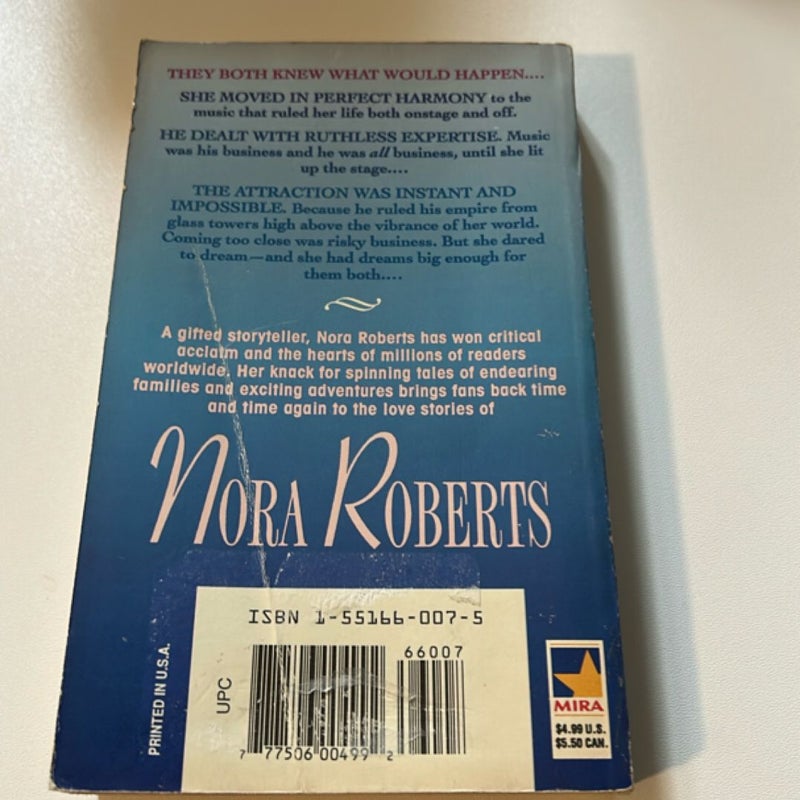 THEY BOTH KNEW WHAT WOULD HAPPEN....
SHE MOVED IN PERFECT HARMONY to the
music that ruled her life both onstage and off.
HE DEALT WITH RUTHLESS EXPERTISE. Music
was his business and he was all business, until she lit
up the stage....
THE ATTRACTION WAS INSTANT AND
IMPOSSIBLE. Because he ruled his empire from
glass towers high above the vibrance of her world.
Coming too close was risky business. But she dared
to dream—and she had dreams big enough for
them both....
A gifted storyteller, Nora Roberts has won critical
acclaim and the hearts of millions of readers
worldwide. Her knack for spinning tales of endearing
families and exciting adventures brings fans back time
and time again to the love stories of
NORA ROBERTS
ISBN 1-55166-007-5
66007
UPC
7 77506 00499 2
PRINTED IN U.S.A.
MIRA
$4.99 U.S.
$5.50 CAN.